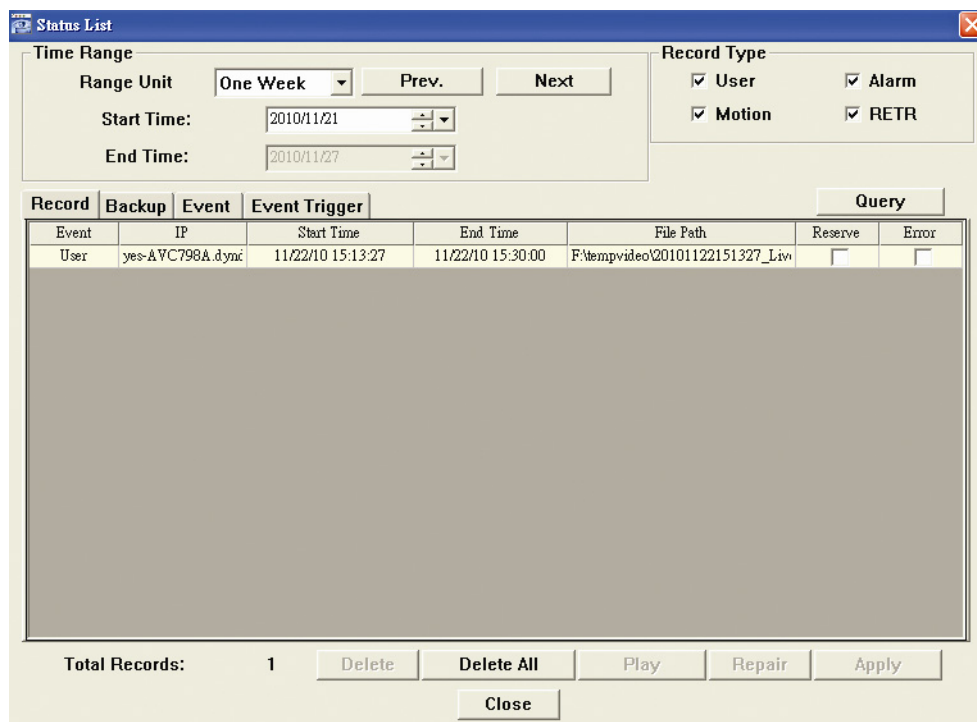 Status List
Time Range
Range Unit One Week Prev. Next
Start Time: 2010/11/21
End Time: 2010/11/27
Record Type
User Alarm
Motion RETR
Record Backup Event Event Trigger
Query
Event IP Start Time End Time File Path Reserve Error
User yes-AVC798A.dyn 11/22/10 15:13:27 11/22/10 15:30:00 F:\tempvideo\20101122151327_Liv
Total Records: 1 Delete Delete All Play Repair Apply
Close